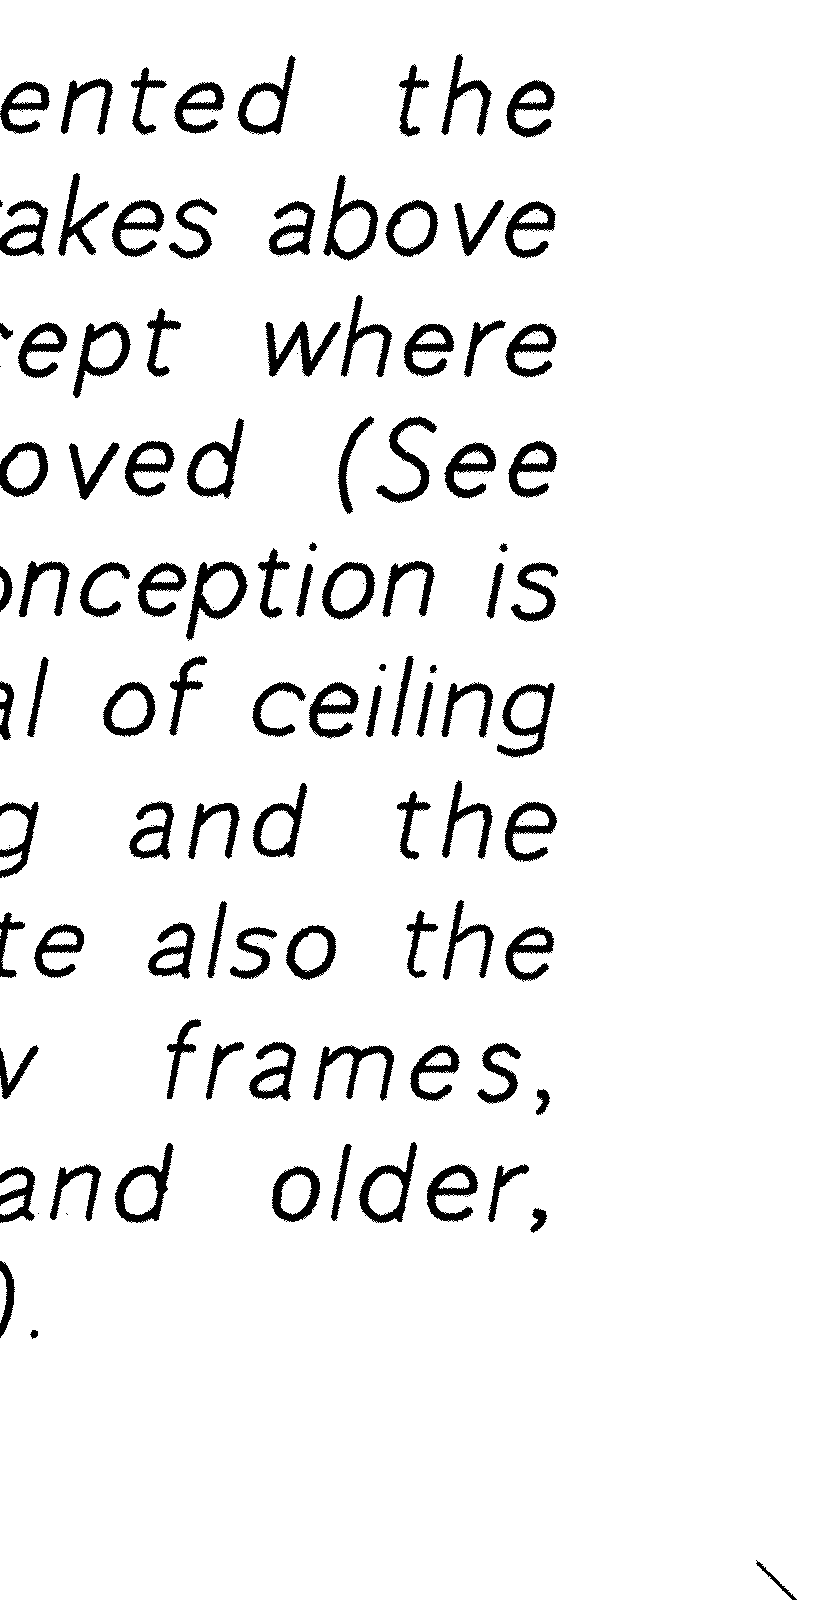 ented the
akes above
cept where
oved (See
onception is
al of ceiling
g and the
te also the
v frames,
and older,
).